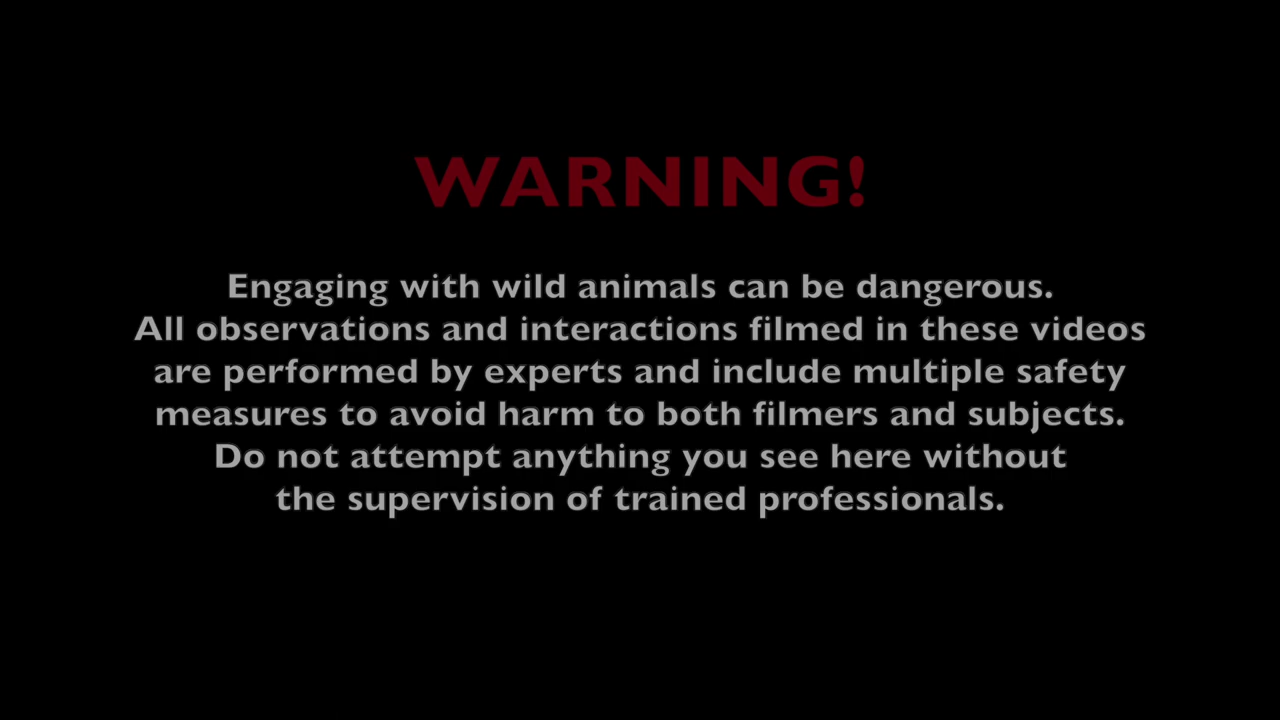 WARNING!
Engaging with wild animals can be dangerous.
All observations and interactions filmed in these videos
are performed by experts and include multiple safety
measures to avoid harm to both filmers and subjects.
Do not attempt anything you see here without
the supervision of trained professionals.